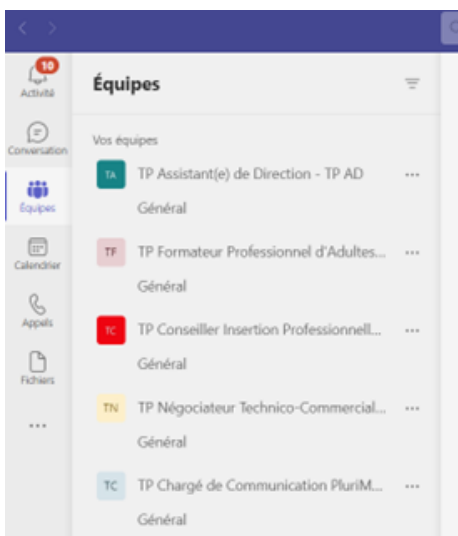 10
Activité
Conversation
Équipes
Calendrier
Appels
Fichiers
...
Équipes
Vos équipes
TA TP Assistant(e) de Direction - TP AD ...
Général
TF TP Formateur Professionnel d'Adultes... ...
Général
TC TP Conseiller Insertion Professionnell... ...
Général
TN TP Négociateur Technico-Commercial... ...
Général
TC TP Chargé de Communication PluriM... ...
Général